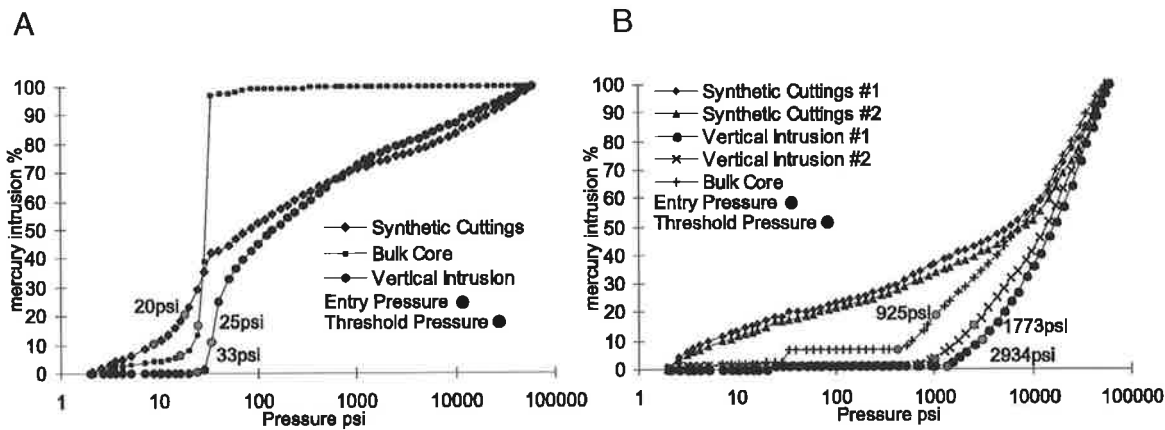 A
mercury intrusion %
100
90
80
70
60
50
40
30
20
10
0
20psi
25psi
33psi
Synthetic Cuttings
Bulk Core
Vertical Intrusion
Entry Pressure
Threshold Pressure
1 10 100 1000 10000 100000
Pressure psi
B
mercury intrusion %
100
90
80
70
60
50
40
30
20
10
0
Synthetic Cuttings #1
Synthetic Cuttings #2
Vertical Intrusion #1
Vertical Intrusion #2
Bulk Core
Entry Pressure
Threshold Pressure
925psi
1773psi
2934psi
1 10 100 1000 10000 100000
Pressure psi